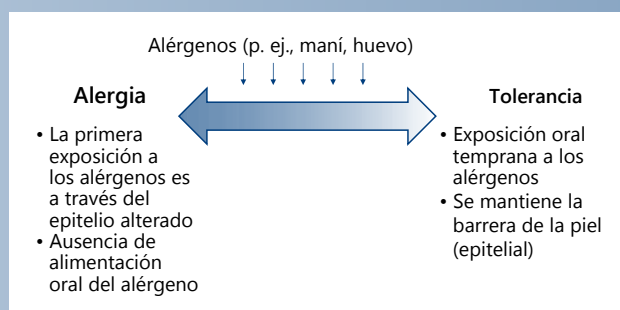 Alérgenos (p. ej., maní, huevo)
Alergia
• La primera
exposición a
los alérgenos es
a través del
epitelio alterado
• Ausencia de
alimentación
oral del alérgeno
Tolerancia
• Exposición oral
temprana a los
alérgenos
• Se mantiene la
barrera de la piel
(epitelial)